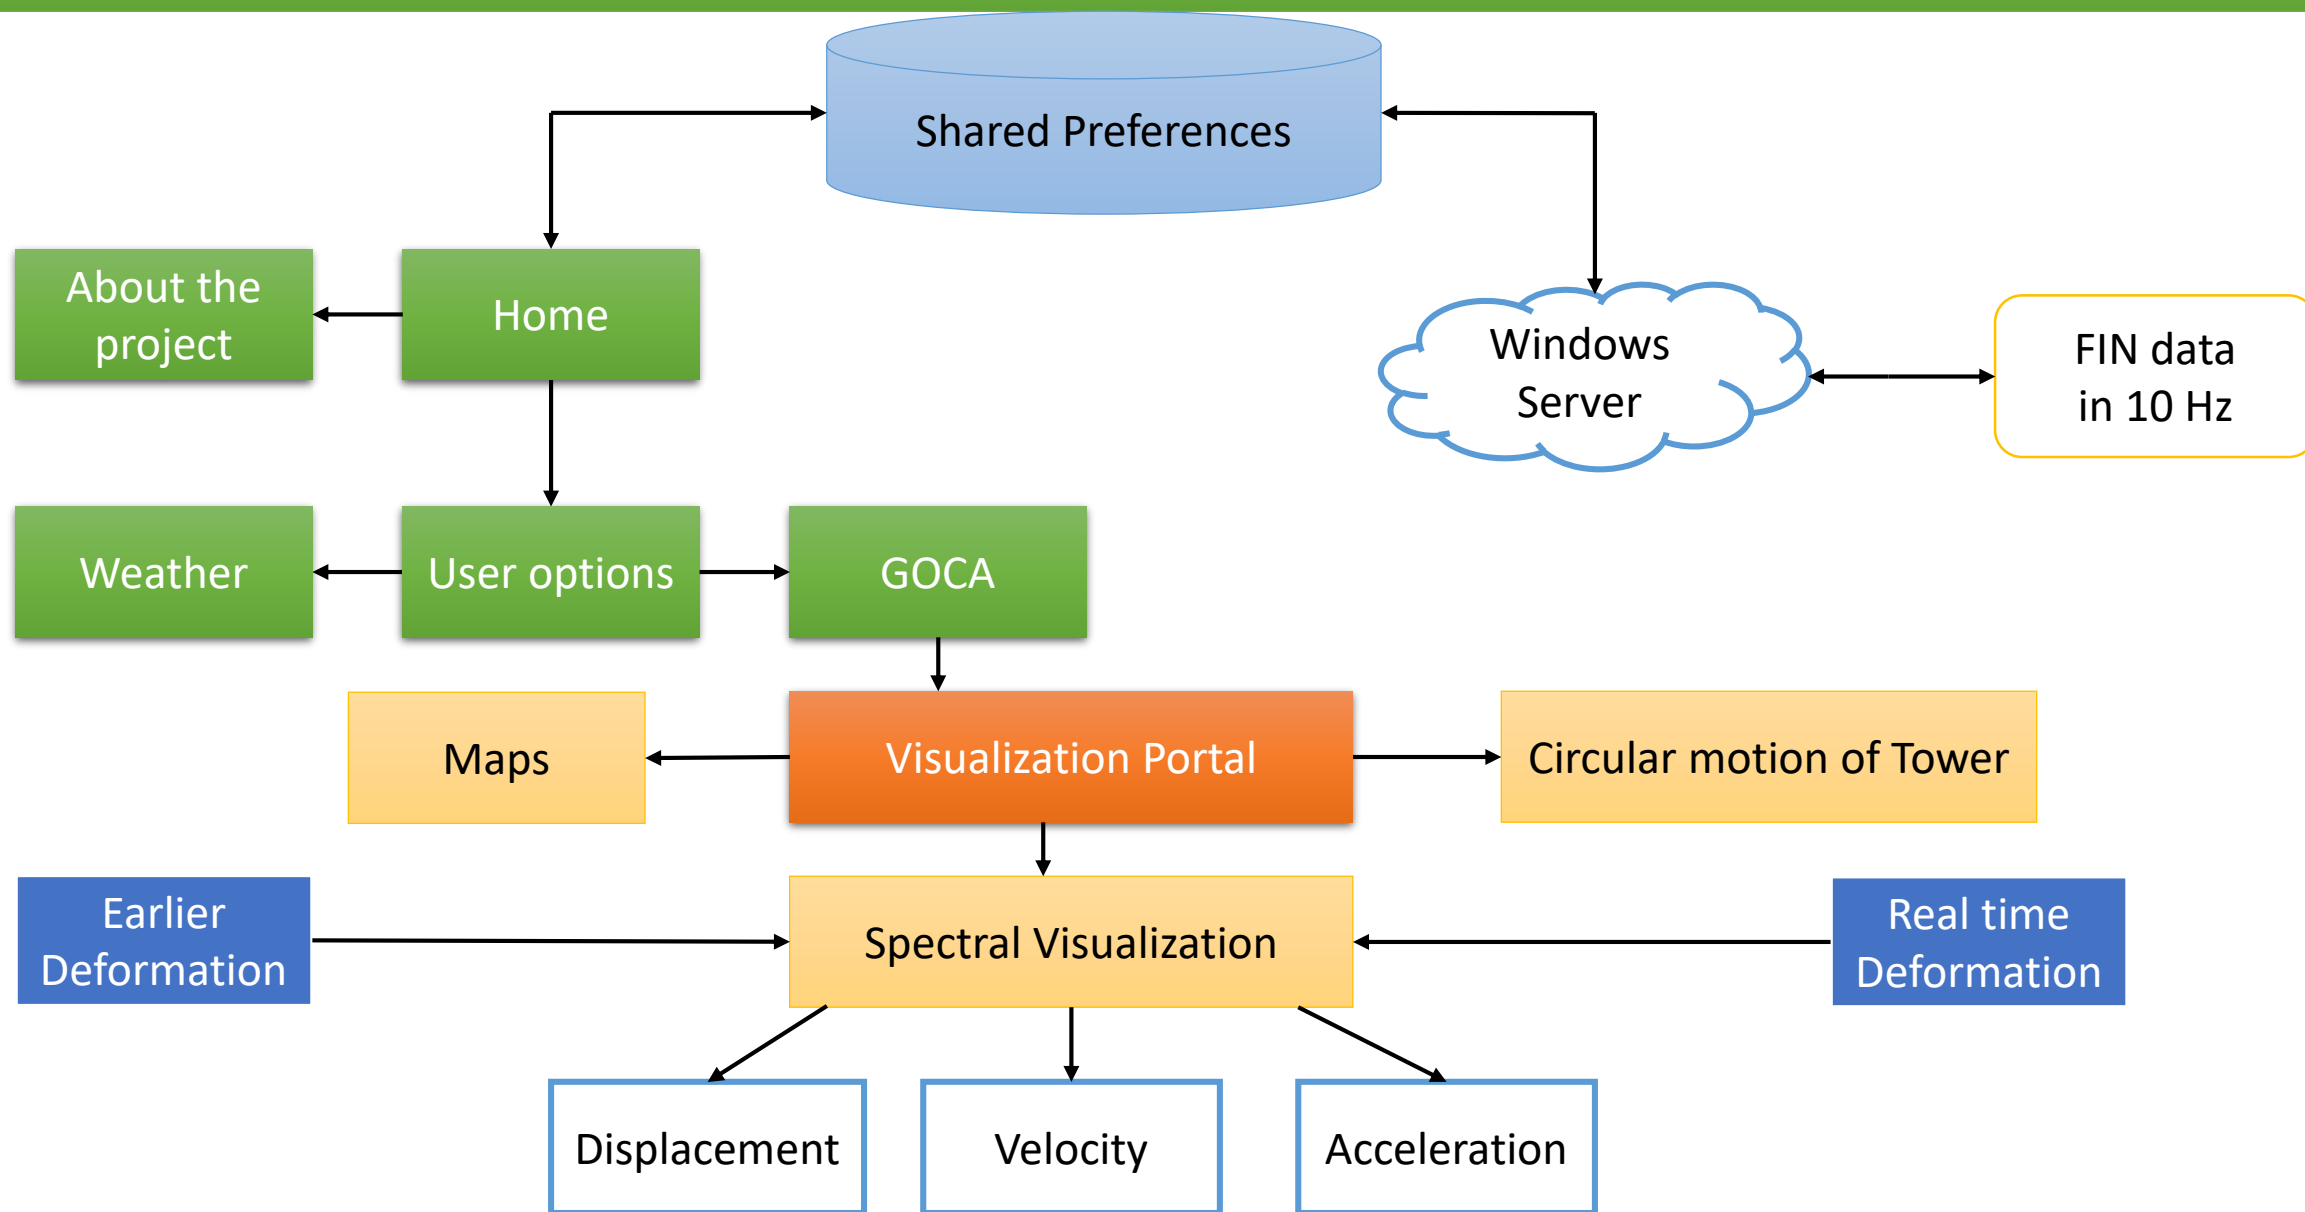 Shared Preferences
About the
project
Home
Windows
Server
FIN data
in 10 Hz
Weather
User options
GOCA
Maps
Visualization Portal
Circular motion of Tower
Earlier
Deformation
Spectral Visualization
Real time
Deformation
Displacement
Velocity
Acceleration